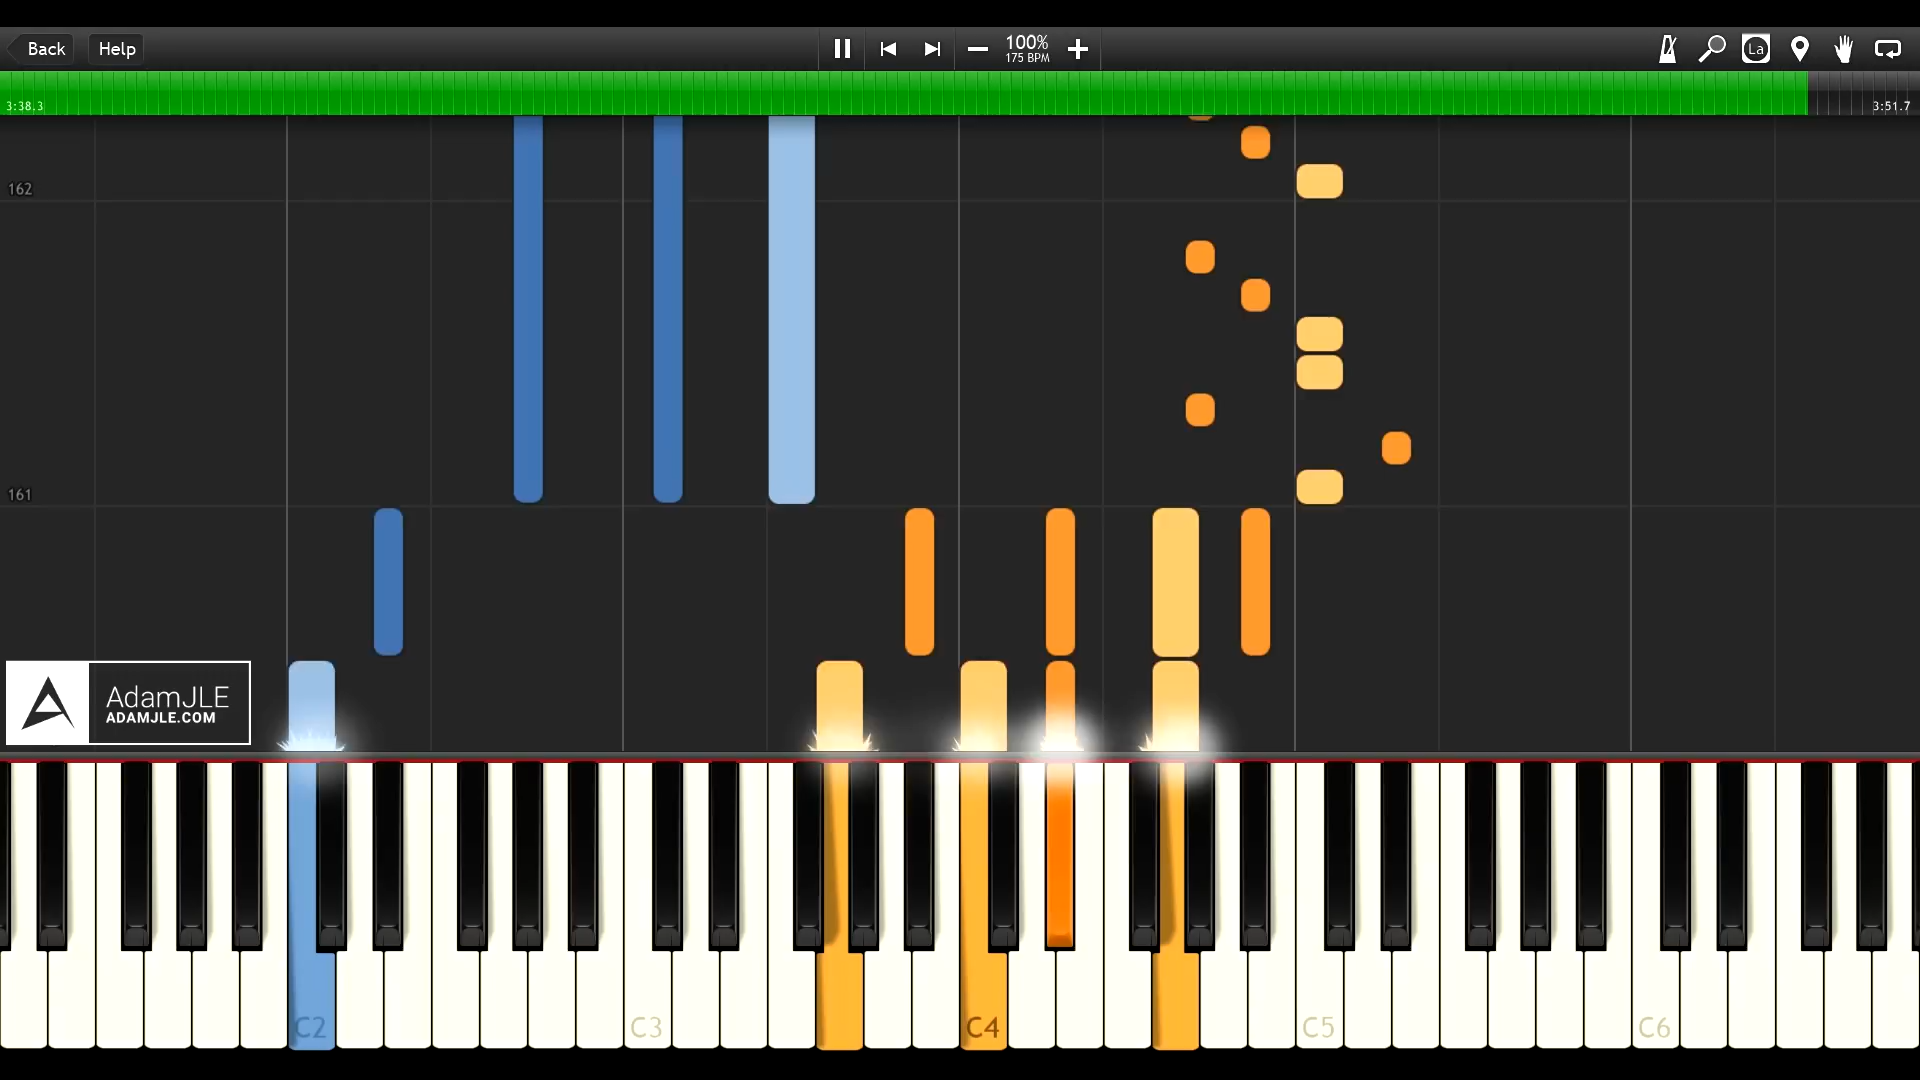 Back
Help
100%
175 BPM
La
3:38.3
3:51.7
162
161
AdamJLE
ADAMJLE.COM
C2
C3
C4
C5
C6